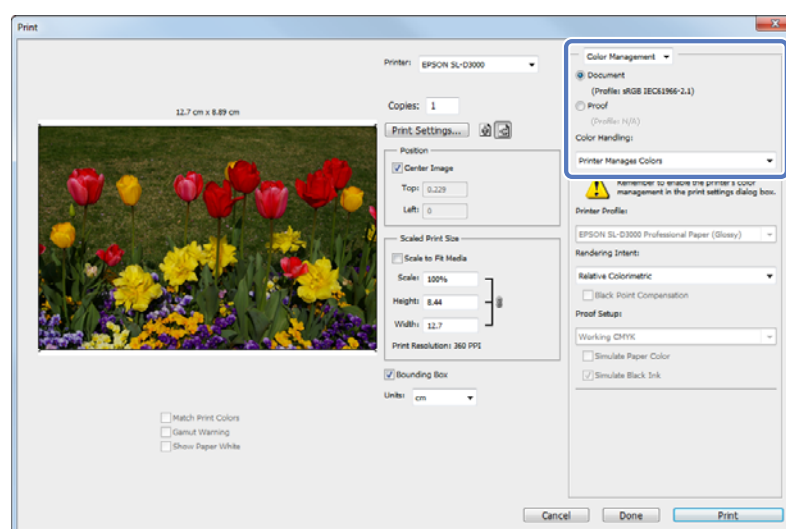 Print
12.7 cm x 8.89 cm
Match Print Colors
Gamut Warning
Show Paper White
Printer: EPSON SL-D3000
Copies: 1
Print Settings...
Position
Center Image
Top: 0.229
Left: 0
Scaled Print Size
Scale to Fit Media
Scale: 100%
Height: 8.44
Width: 12.7
Print Resolution: 360 PPI
Bounding Box
Units: cm
Color Management
Document
(Profile: sRGB IEC61966-2.1)
Proof
(Profile: N/A)
Color Handling:
Printer Manages Colors
Remember to enable the printer's color
management in the print settings dialog box.
Printer Profile:
EPSON SL-D3000 Professional Paper (Glossy)
Rendering Intent:
Relative Colorimetric
Black Point Compensation
Proof Setup:
Working CMYK
Simulate Paper Color
Simulate Black Ink
Cancel Done Print